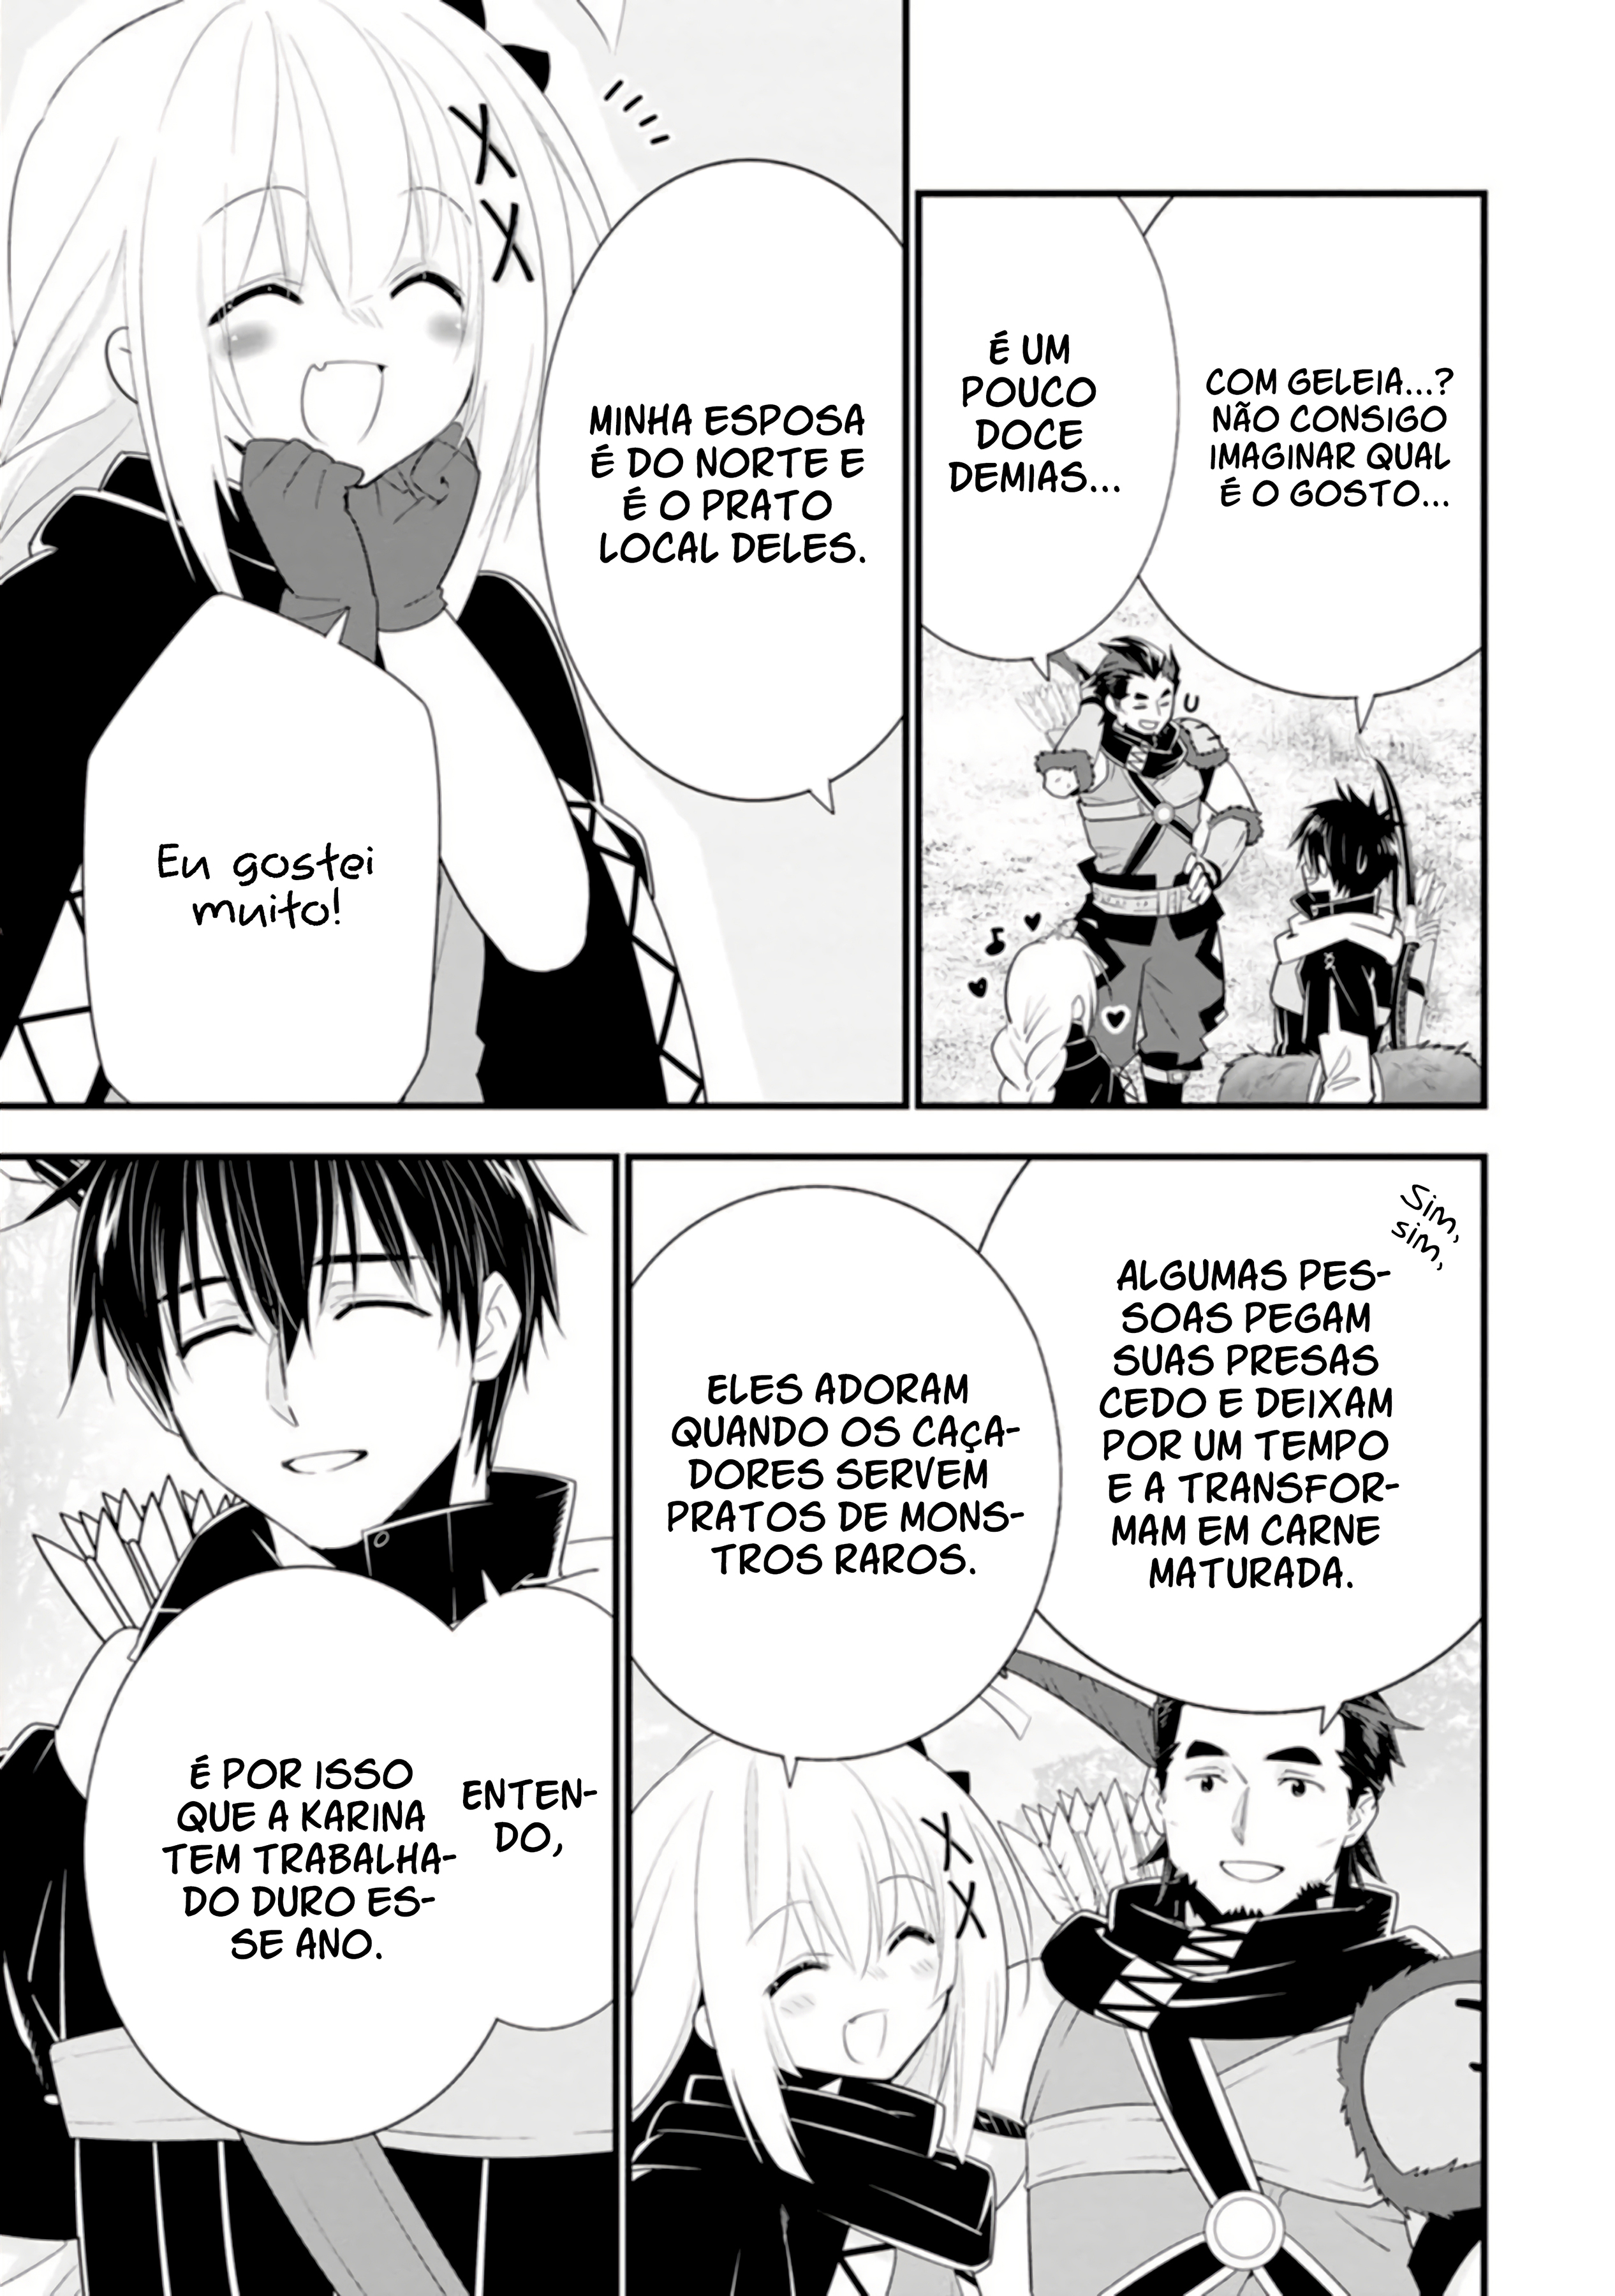 COM GELEIA...?
NÃO CONSIGO
IMAGINAR QUAL
É O GOSTO...
É UM
POUCO
DOCE
DEMIAS...
MINHA ESPOSA
É DO NORTE E
É O PRATO
LOCAL DELES.
Eu gostei
muito!
Sim,
sim,
ALGUMAS PES-
SOAS PEGAM
SUAS PRESAS
CEDO E DEIXAM
POR UM TEMPO
E A TRANSFOR-
MAM EM CARNE
MATURADA.
ELES ADORAM
QUANDO OS CAÇA-
DORES SERVEM
PRATOS DE MONS-
TROS RAROS.
ENTEN-
DO,
É POR ISSO
QUE A KARINA
TEM TRABALHA-
DO DURO ES-
SE ANO.